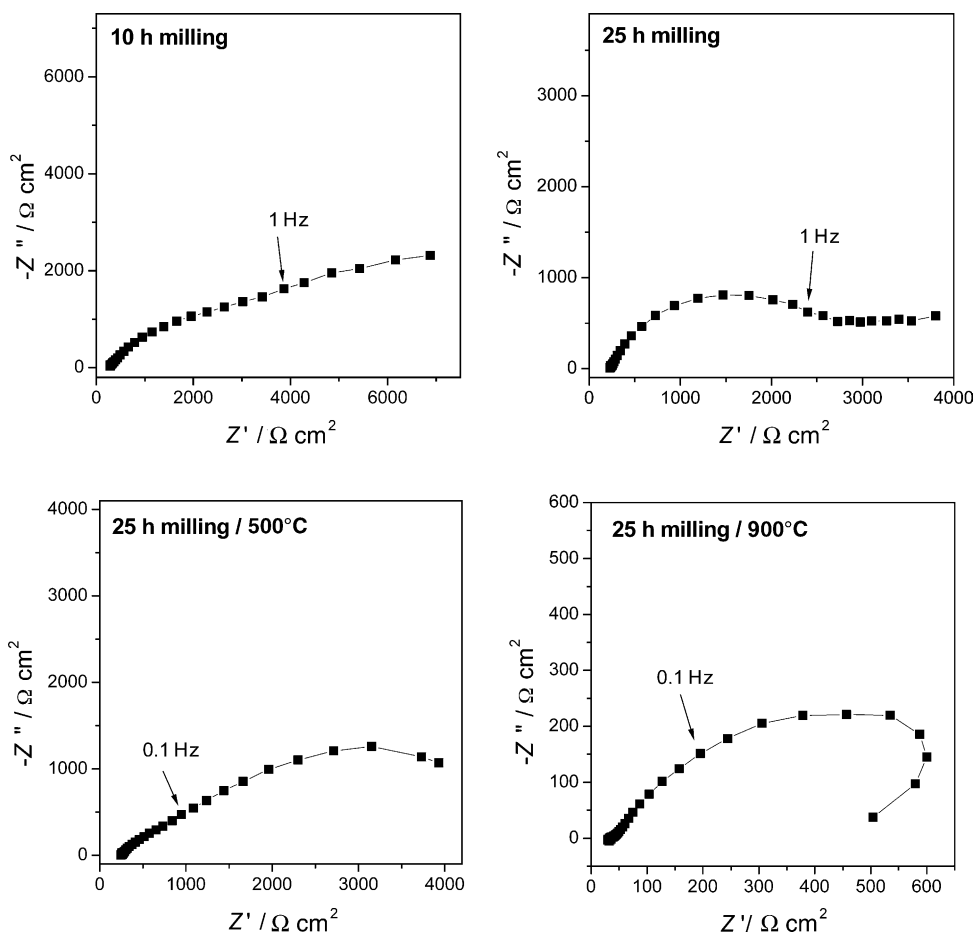 10 h milling
6000
4000
2000
0
-Z '' / Ω cm²
1 Hz
0 2000 4000 6000
Z' / Ω cm²
25 h milling
3000
2000
1000
0
-Z '' / Ω cm²
1 Hz
0 1000 2000 3000 4000
Z' / Ω cm²
25 h milling / 500°C
4000
3000
2000
1000
0
-Z '' / Ω cm²
0.1 Hz
0 1000 2000 3000 4000
Z' / Ω cm²
25 h milling / 900°C
600
500
400
300
200
100
0
-Z '' / Ω cm²
0.1 Hz
0 100 200 300 400 500 600
Z'/ Ω cm²